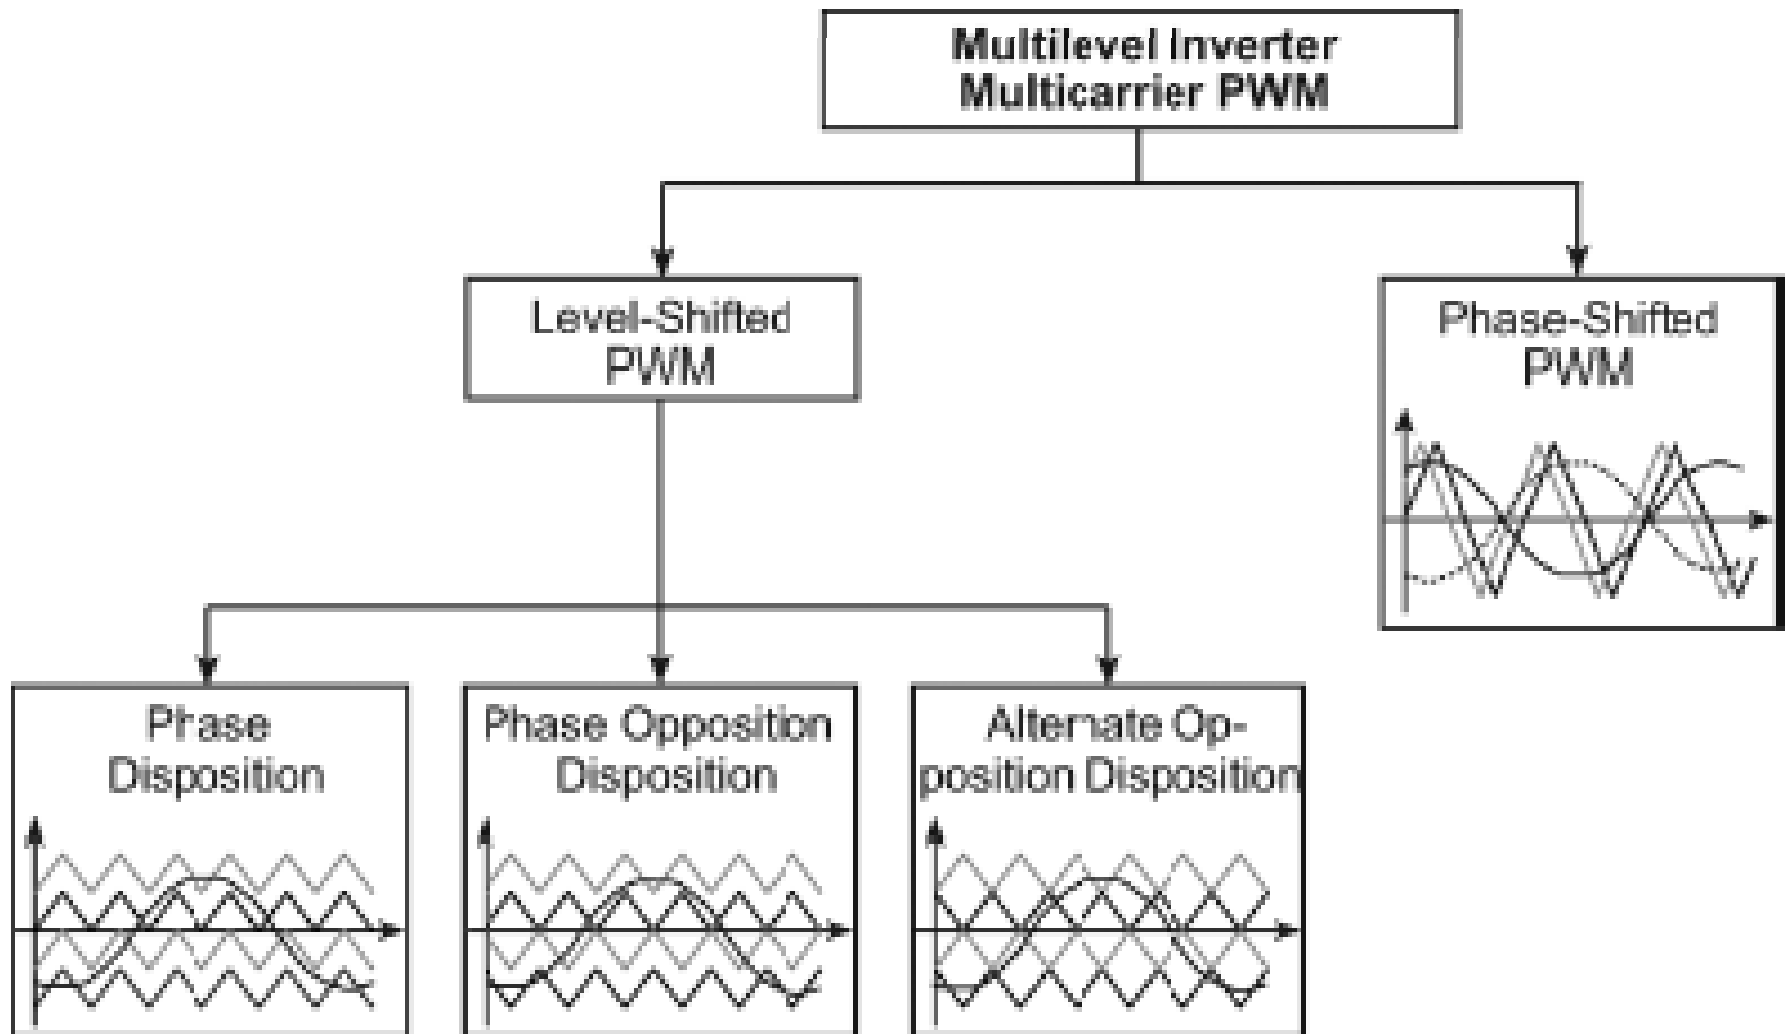 Multilevel Inverter
Multicarrier PWM
Level-Shifted
PWM
Phase-Shifted
PWM
Phase
Disposition
Phase Opposition
Disposition
Alternate Op-
position Disposition